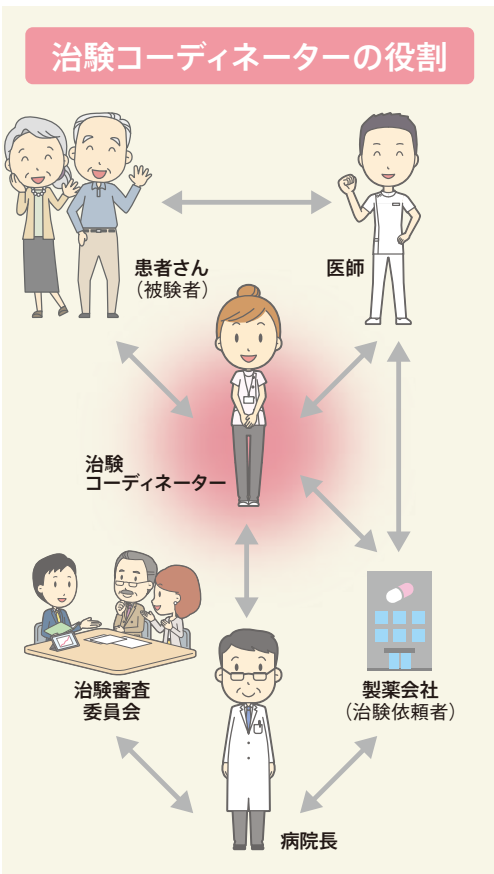 治験コーディネーターの役割
患者さん
（被験者）
医師
治験
コーディネーター
治験審査
委員会
製薬会社
（治験依頼者）
病院長